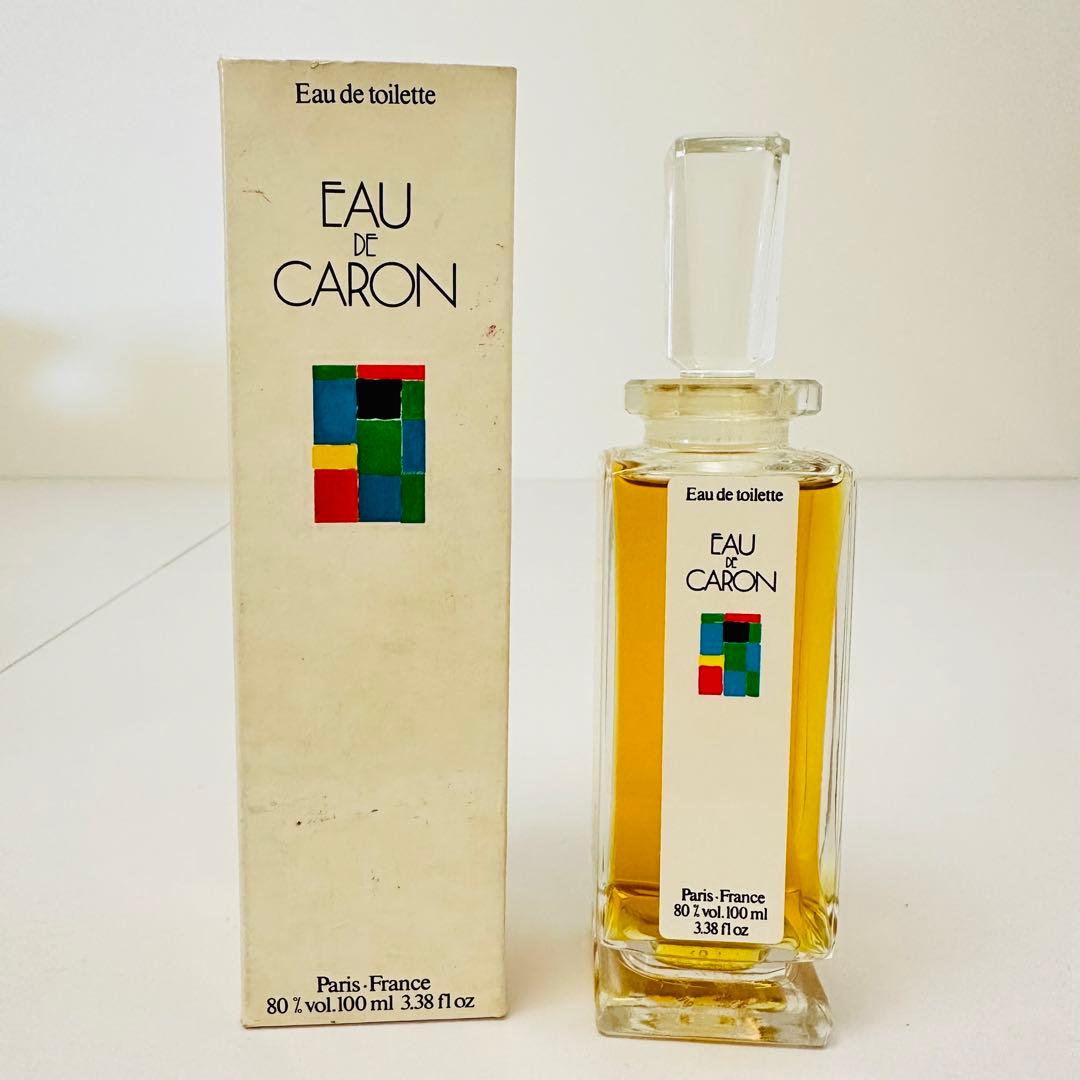 Eau de toilette
EAU
DE
CARON
Paris · France
80 % vol. 100 ml 3.38 fl oz
Eau de toilette
EAU
DE
CARON
Paris · France
80 % vol. 100 ml
3.38 fl oz